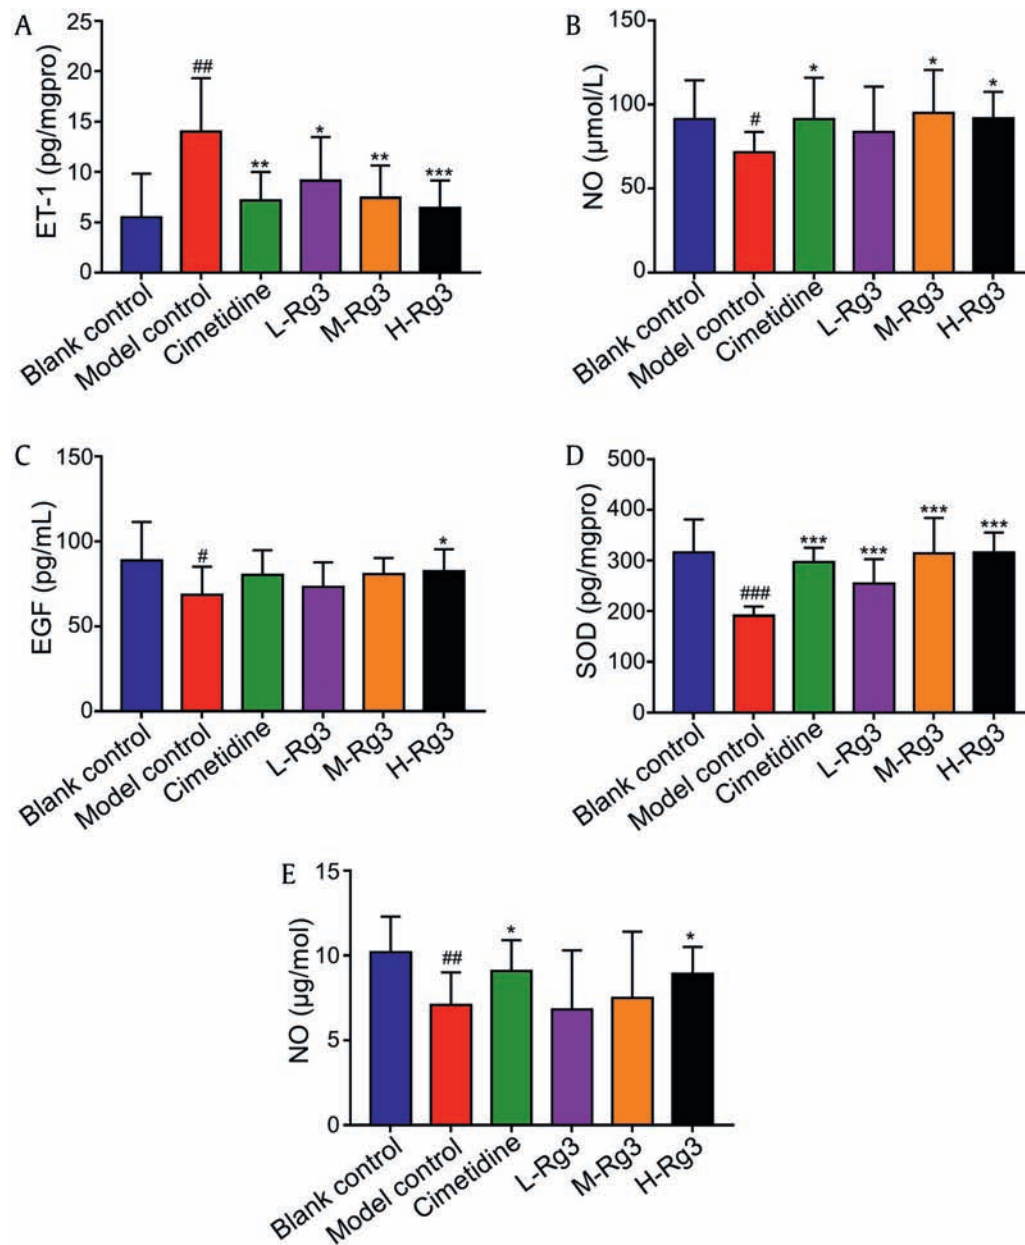 A
ET-1 (pg/mgpro)
25
20
15
10
5
0
##
**
*
**
***
Blank control
Model control
Cimetidine
L-Rg3
M-Rg3
H-Rg3
B
NO (μmol/L)
150
100
50
0
#
*
*
*
Blank control
Model control
Cimetidine
L-Rg3
M-Rg3
H-Rg3
C
EGF (pg/mL)
150
100
50
0
#
*
Blank control
Model control
Cimetidine
L-Rg3
M-Rg3
H-Rg3
D
SOD (pg/mgpro)
500
400
300
200
100
0
###
***
***
***
***
Blank control
Model control
Cimetidine
L-Rg3
M-Rg3
H-Rg3
E
NO (μg/mol)
15
10
5
0
##
*
*
Blank control
Model control
Cimetidine
L-Rg3
M-Rg3
H-Rg3